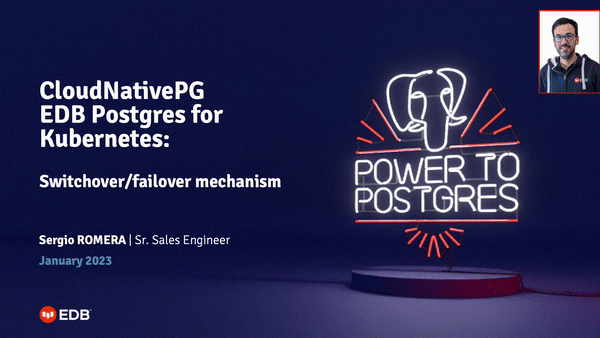 CloudNativePG
EDB Postgres for
Kubernetes:
Switchover/failover mechanism
Sergio ROMERA | Sr. Sales Engineer
January 2023
EDB
POWER TO
POSTGRES